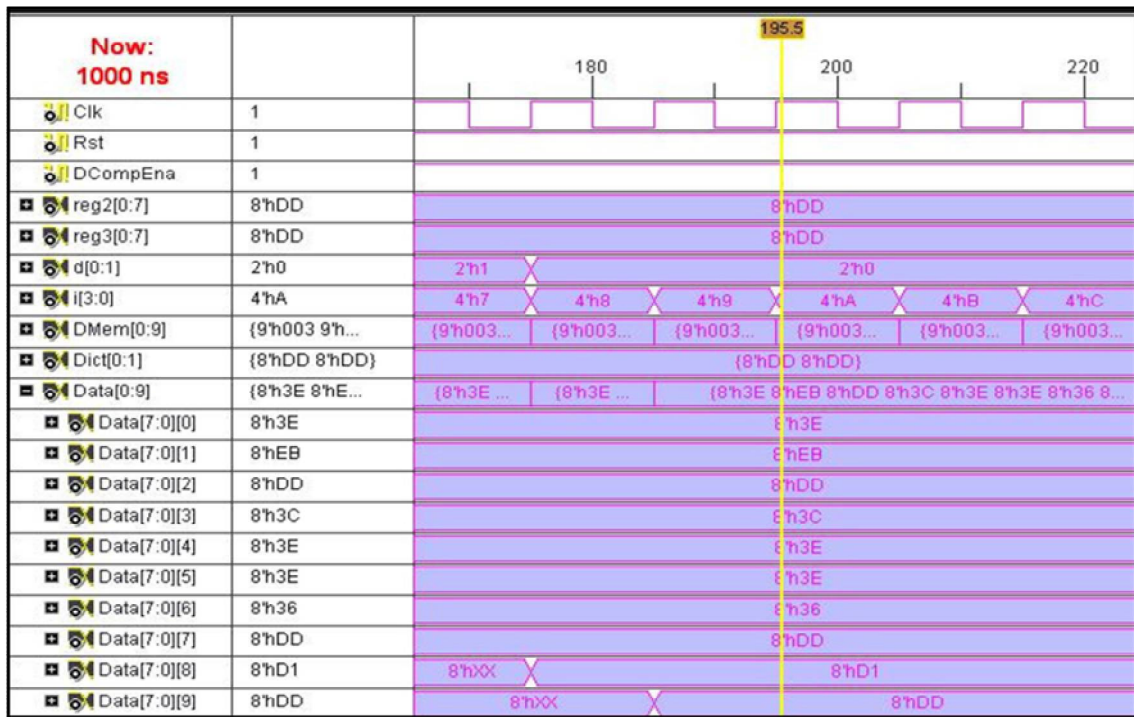 195.5
Now:
1000 ns
180 200 220
Clk 1
Rst 1
DCompEna 1
reg2[0:7] 8'hDD 8'hDD
reg3[0:7] 8'hDD 8'hDD
d[0:1] 2'h0 2'h1 2'h0
i[3:0] 4'hA 4'h7 4'h8 4'h9 4'hA 4'hB 4'hC
DMem[0:9] {9'h003 9'h... {9'h003... {9'h003... {9'h003... {9'h003... {9'h003... {9'h003...
Dict[0:1] {8'hDD 8'hDD} {8'hDD 8'hDD}
Data[0:9] {8'h3E 8'hE... {8'h3E ... {8'h3E ... {8'h3E 8'hEB 8'hDD 8'h3C 8'h3E 8'h3E 8'h36 8...
Data[7:0][0] 8'h3E 8'h3E
Data[7:0][1] 8'hEB 8'hEB
Data[7:0][2] 8'hDD 8'hDD
Data[7:0][3] 8'h3C 8'h3C
Data[7:0][4] 8'h3E 8'h3E
Data[7:0][5] 8'h3E 8'h3E
Data[7:0][6] 8'h36 8'h36
Data[7:0][7] 8'hDD 8'hDD
Data[7:0][8] 8'hD1 8'hXX 8'hD1
Data[7:0][9] 8'hDD 8'hXX 8'hDD